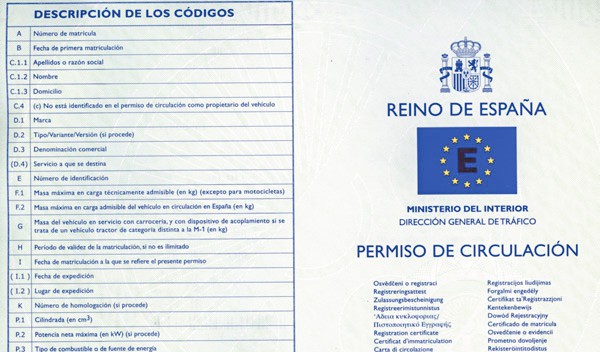 DESCRIPCIÓN DE LOS CÓDIGOS
A Número de matrícula
B Fecha de primera matriculación
C.1.1 Apellidos o razón social
C.1.2 Nombre
C.1.3 Domicilio
C.4 (c) No está identificado en el permiso de circulación como propietario del vehículo
D.1 Marca
D.2 Tipo/Variante/Versión (si procede)
D.3 Denominación comercial
(D.4) Servicio a que se destina
E Número de identificación
F.1 Masa máxima en carga técnicamente admisible (en kg) (excepto para motocicletas)
F.2 Masa máxima en carga admisible del vehículo en circulación en España (en kg)
G Masa del vehículo en servicio con carrocería, y con dispositivo de acoplamiento si se
trata de un vehículo tractor de categoría distinta a la M-1 (en kg)
H Período de validez de la matriculación, si no es ilimitado
I Fecha de matriculación a la que se refiere el presente permiso
( I.1 ) Fecha de expedición
( I.2 ) Lugar de expedición
K Número de homologación (si procede)
P.1 Cilindrada (en cm³)
P.2 Potencia neta máxima (en kW) (si procede)
P.3 Tipo de combustible o de fuente de energía
REINO DE ESPAÑA
E
MINISTERIO DEL INTERIOR
DIRECCIÓN GENERAL DE TRÁFICO
PERMISO DE CIRCULACIÓN
Osvědčení o registraci
Registreringsattest
Zulassungsbescheinigung
Registreerimistunnistus
Άδεια κυκλοφορίας/
Πιστοποιητικό Εγγραφής
Registration certificate
Certificat d'immatriculation
Carta di circolazione
Registracijos liudijimas
Forgalmi engedély
Ċertifikat ta'Reġistrazzjoni
Kentekenbewijs
Dowód Rejestracyjny
Certificado de matrícula
Osvedčenie o evidencii
Prometno dovoljenje
Rekisteröintitodistus